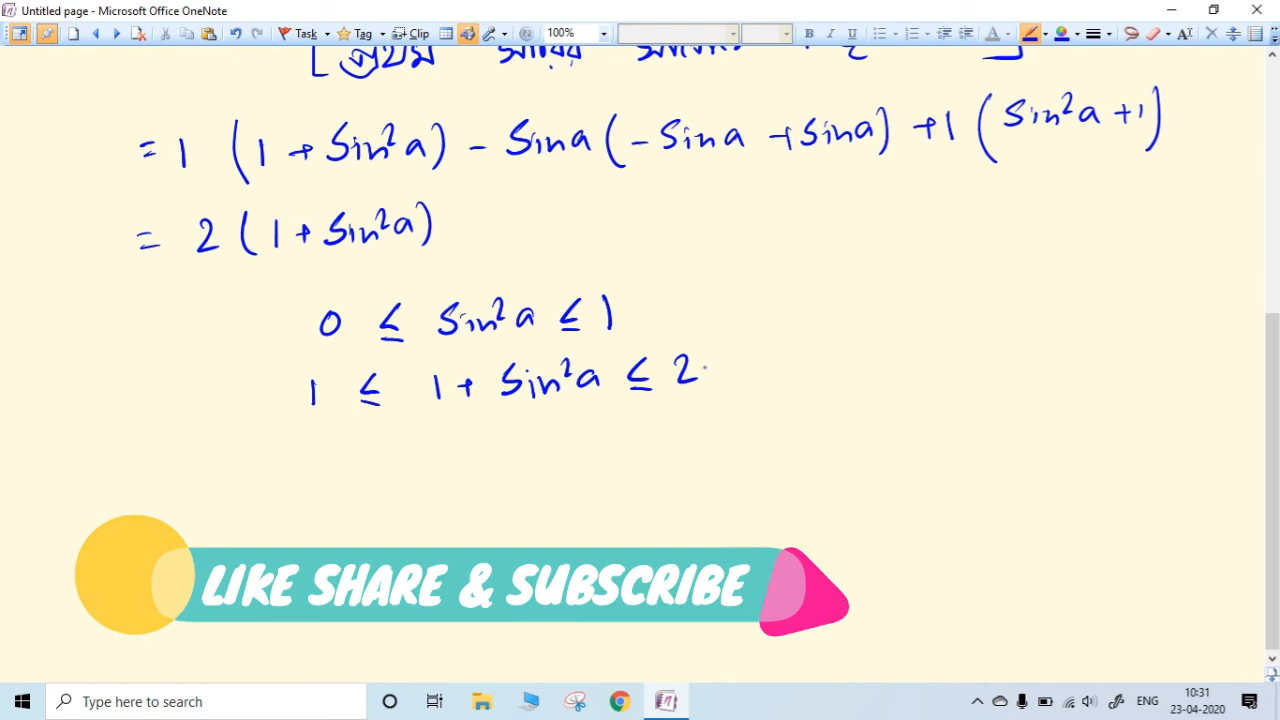 Untitled page - Microsoft Office OneNote
Task Tag Clip 100% B I U A
= 1 (1 + Sin²a) - Sina (- Sina + Sina) + 1 (Sin²a + 1)
= 2 (1 + Sin²a)
0 ≤ Sin²a ≤ 1
1 ≤ 1 + Sin²a ≤ 2
LIKE SHARE & SUBSCRIBE
Type here to search
ENG
10:31
23-04-2020